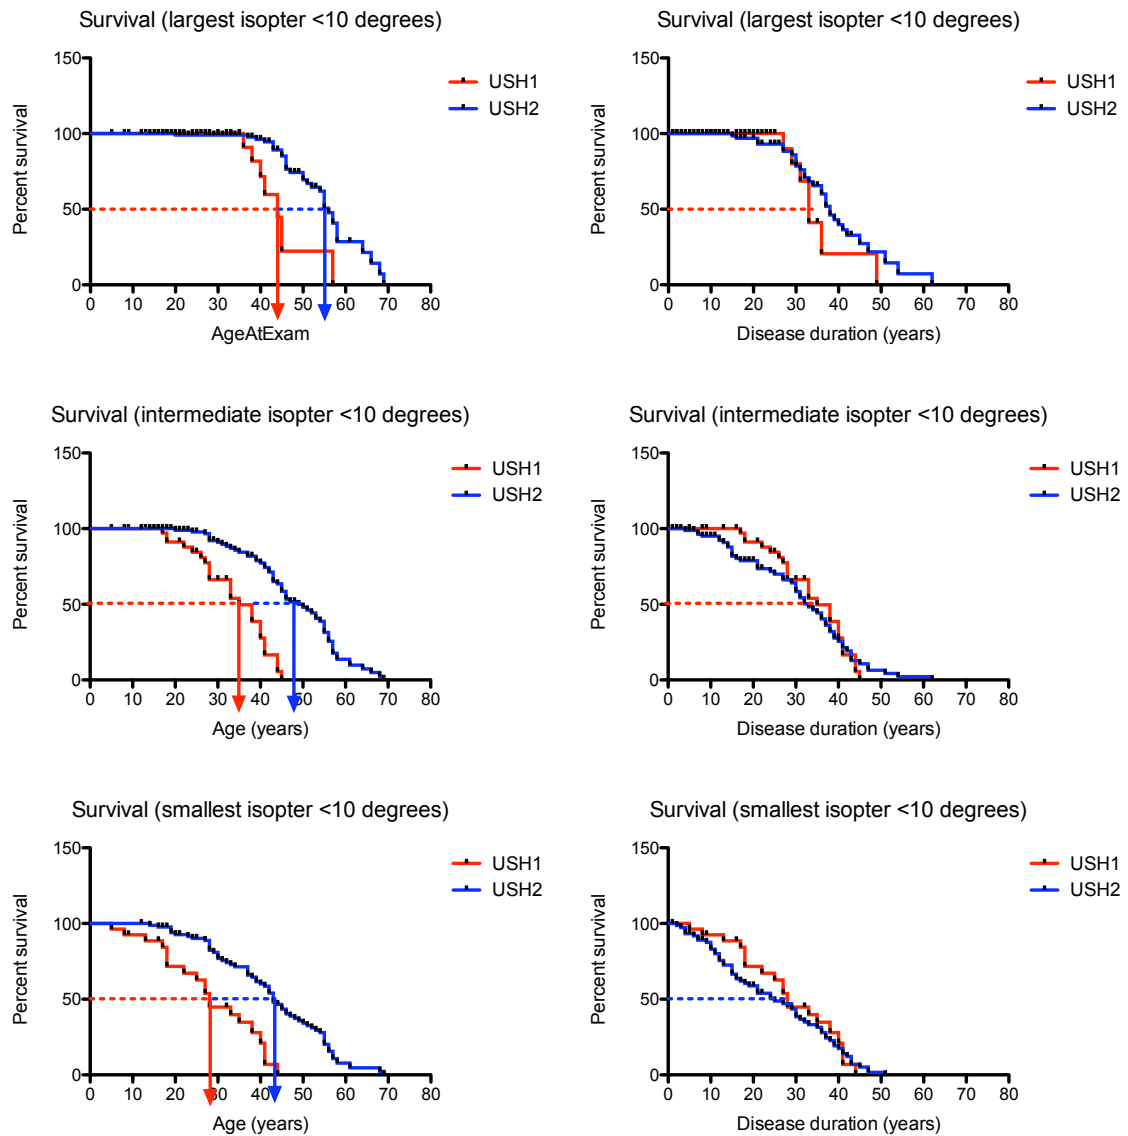 Survival (largest isopter <10 degrees)
150
100
50
0
Percent survival
0 10 20 30 40 50 60 70 80
AgeAtExam
USH1
USH2
Survival (largest isopter <10 degrees)
150
100
50
0
Percent survival
0 10 20 30 40 50 60 70 80
Disease duration (years)
USH1
USH2
Survival (intermediate isopter <10 degrees)
150
100
50
0
Percent survival
0 10 20 30 40 50 60 70 80
Age (years)
USH1
USH2
Survival (intermediate isopter <10 degrees)
150
100
50
0
Percent survival
0 10 20 30 40 50 60 70 80
Disease duration (years)
USH1
USH2
Survival (smallest isopter <10 degrees)
150
100
50
0
Percent survival
0 10 20 30 40 50 60 70 80
Age (years)
USH1
USH2
Survival (smallest isopter <10 degrees)
150
100
50
0
Percent survival
0 10 20 30 40 50 60 70 80
Disease duration (years)
USH1
USH2